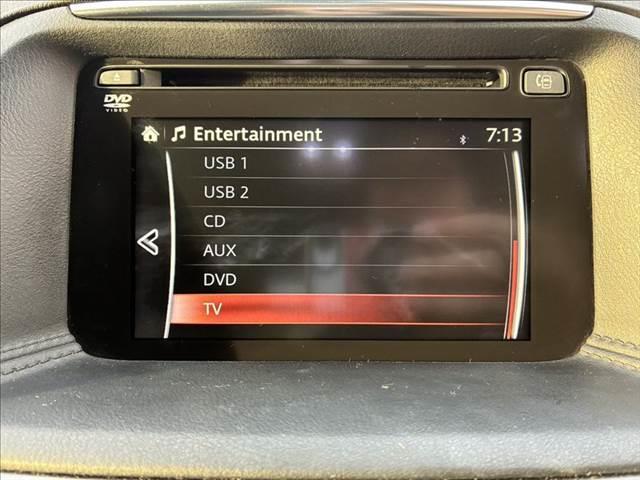 DVD
VIDEO
Entertainment 7:13
USB 1
USB 2
CD
AUX
DVD
TV